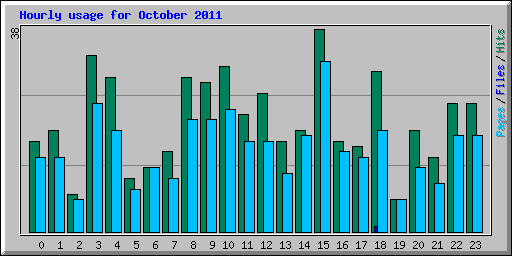 Hourly usage for October 2011
38
Pages/Files/Hits
0 1 2 3 4 5 6 7 8 9 10 11 12 13 14 15 16 17 18 19 20 21 22 23